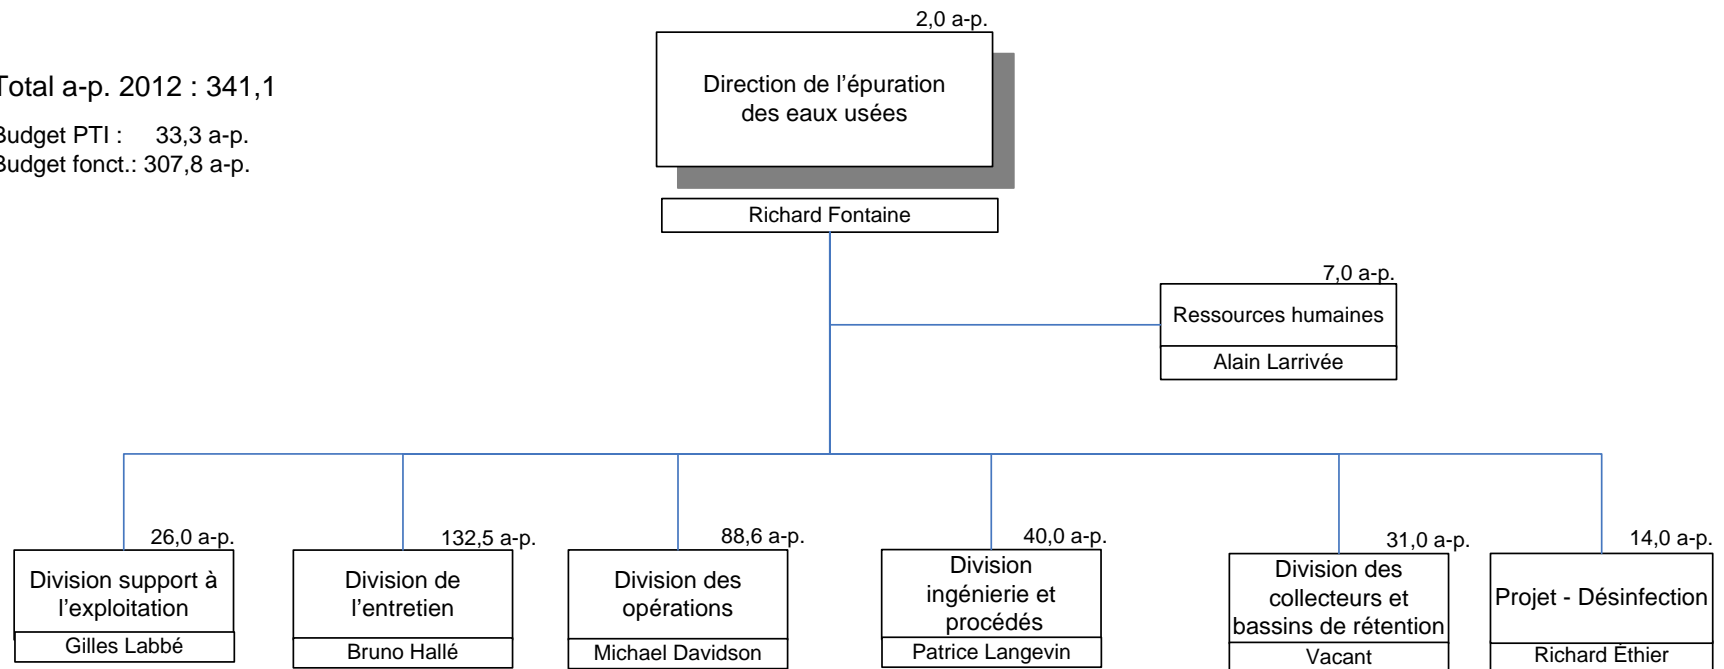 2,0 a-p.
Direction de l'épuration
des eaux usées
Richard Fontaine
Total a-p. 2012 : 341,1
Budget PTI : 33,3 a-p.
Budget fonct.: 307,8 a-p.
7,0 a-p.
Ressources humaines
Alain Larrivée
26,0 a-p.
Division support à
l'exploitation
Gilles Labbé
132,5 a-p.
Division de
l'entretien
Bruno Hallé
88,6 a-p.
Division des
opérations
Michael Davidson
40,0 a-p.
Division
ingénierie et
procédés
Patrice Langevin
31,0 a-p.
Division des
collecteurs et
bassins de rétention
Vacant
14,0 a-p.
Projet - Désinfection
Richard Éthier